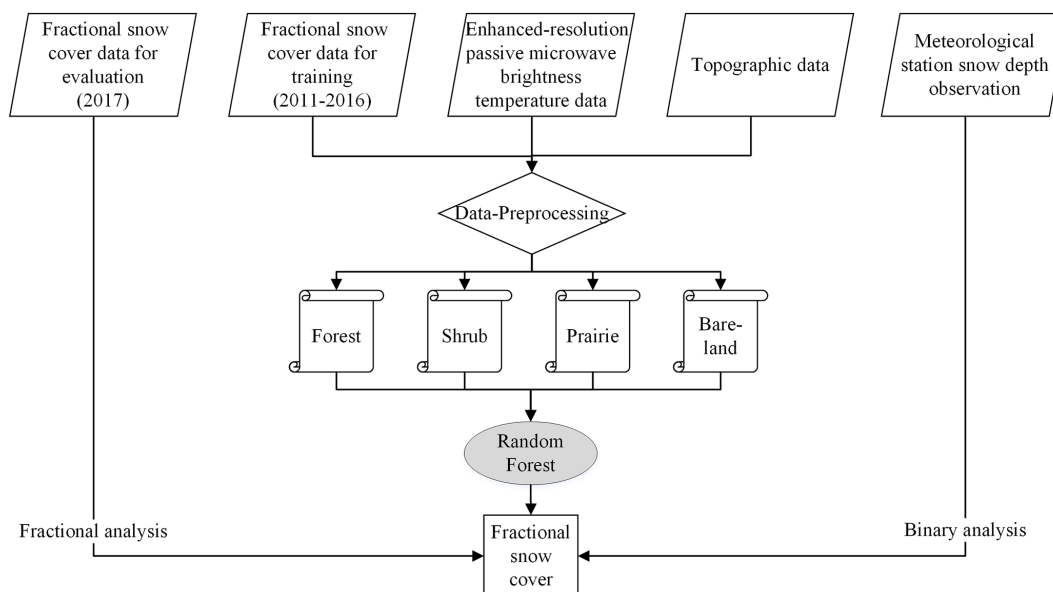 Fractional snow
cover data for
evaluation
(2017)
Fractional snow
cover data for
training
(2011-2016)
Enhanced-resolution
passive microwave
brightness
temperature data
Topographic data
Meteorological
station snow depth
observation
Data-Preprocessing
Forest
Shrub
Prairie
Bare-
land
Random
Forest
Fractional analysis
Binary analysis
Fractional
snow
cover